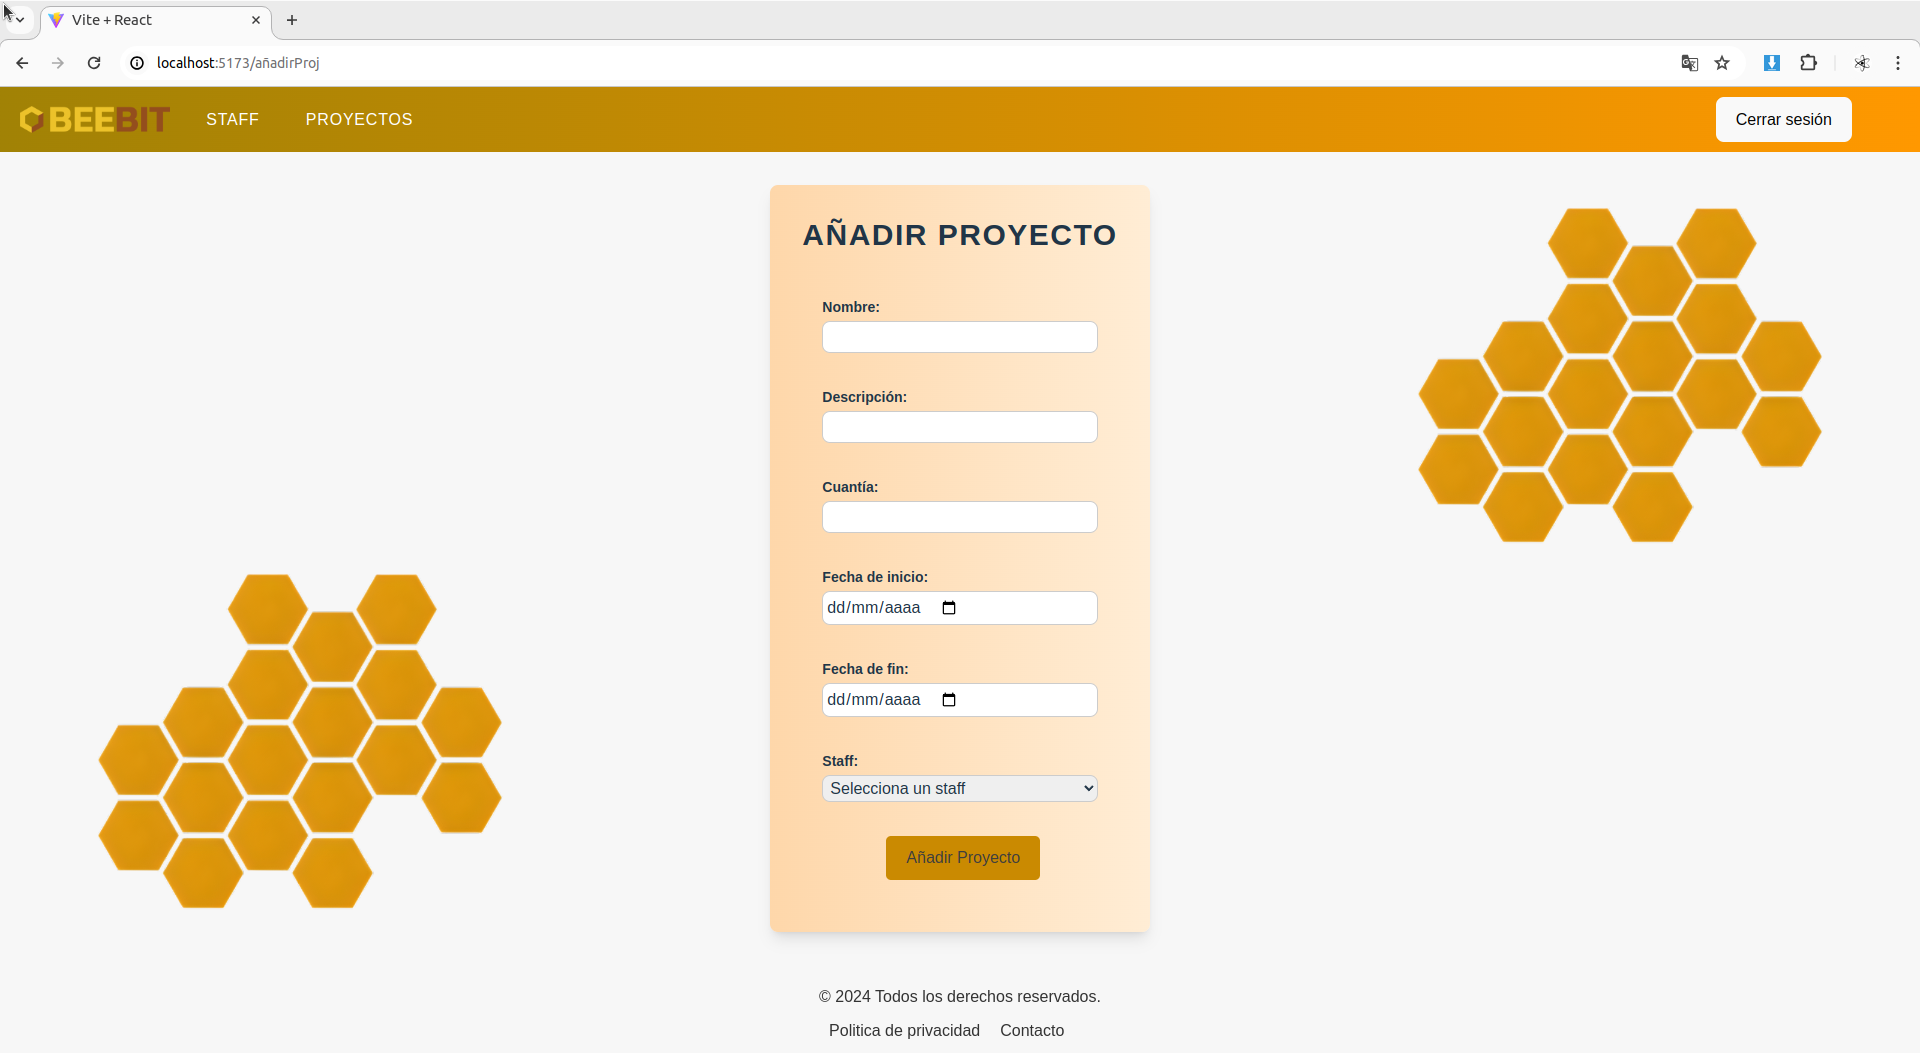 Vite + React
localhost:5173/añadirProj
BEEBIT STAFF PROYECTOS Cerrar sesión
AÑADIR PROYECTO
Nombre:
Descripción:
Cuantía:
Fecha de inicio:
dd/mm/aaaa
Fecha de fin:
dd/mm/aaaa
Staff:
Selecciona un staff
Añadir Proyecto
© 2024 Todos los derechos reservados.
Politica de privacidad Contacto